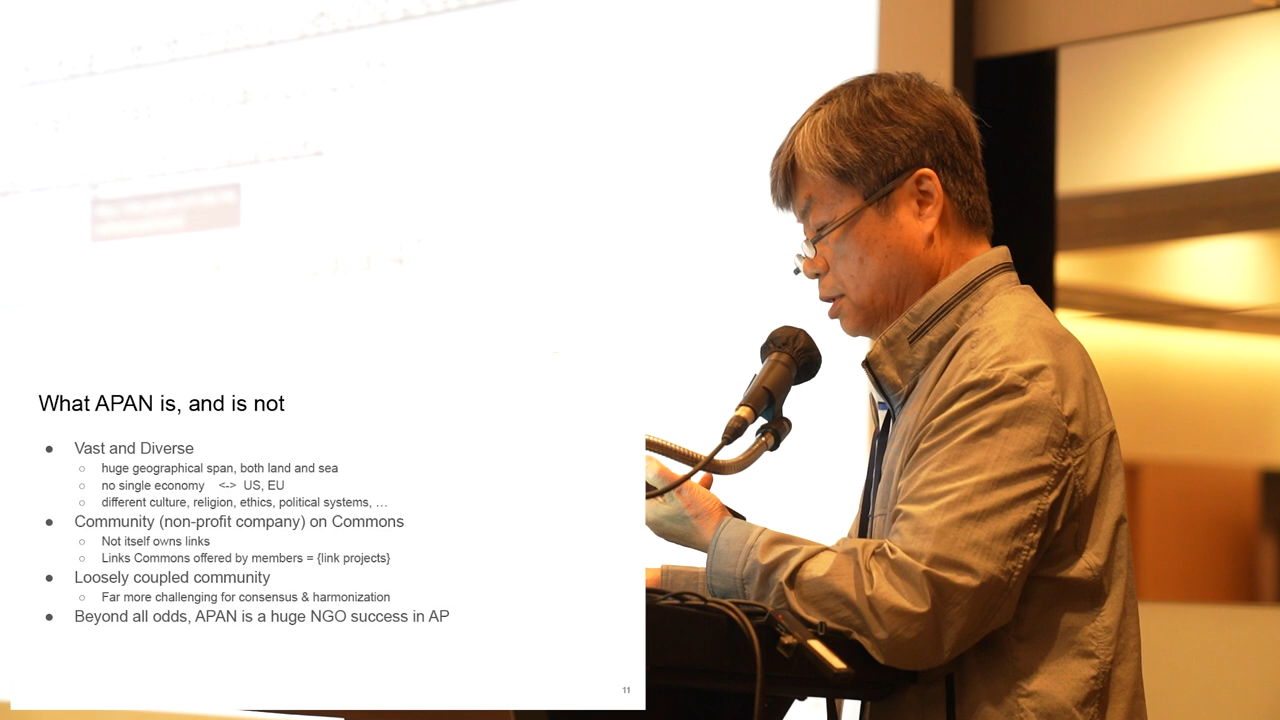 What APAN is, and is not
● Vast and Diverse
○ huge geographical span, both land and sea
○ no single economy <-> US, EU
○ different culture, religion, ethics, political systems, …
● Community (non-profit company) on Commons
○ Not itself owns links
○ Links Commons offered by members = {link projects}
● Loosely coupled community
○ Far more challenging for consensus & harmonization
● Beyond all odds, APAN is a huge NGO success in AP
11